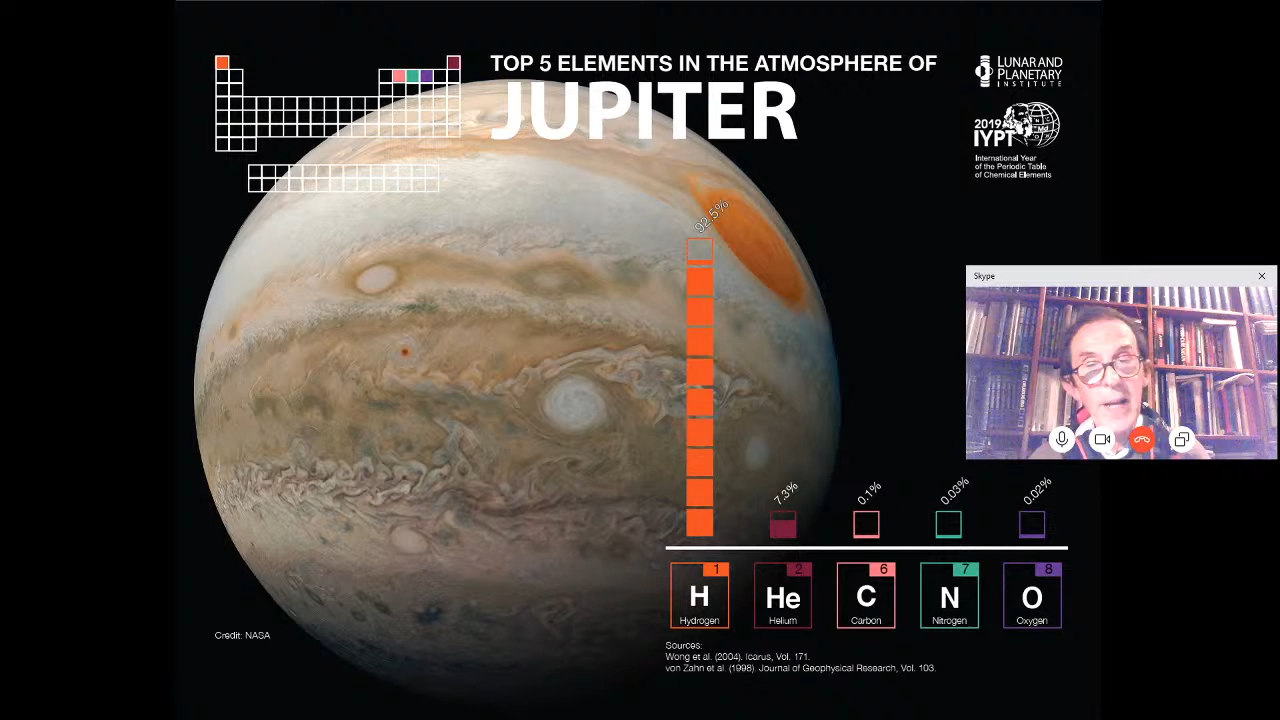 TOP 5 ELEMENTS IN THE ATMOSPHERE OF
JUPITER
LUNAR AND
PLANETARY
INSTITUTE
2019
IYPT
International Year
of the Periodic Table
of Chemical Elements
92.5%
Skype
7.3%
0.1%
0.03%
0.02%
1
H
Hydrogen
2
He
Helium
6
C
Carbon
7
N
Nitrogen
8
O
Oxygen
Credit: NASA
Sources:
Wong et al. (2004). Icarus, Vol. 171.
von Zahn et al. (1998). Journal of Geophysical Research, Vol. 103.